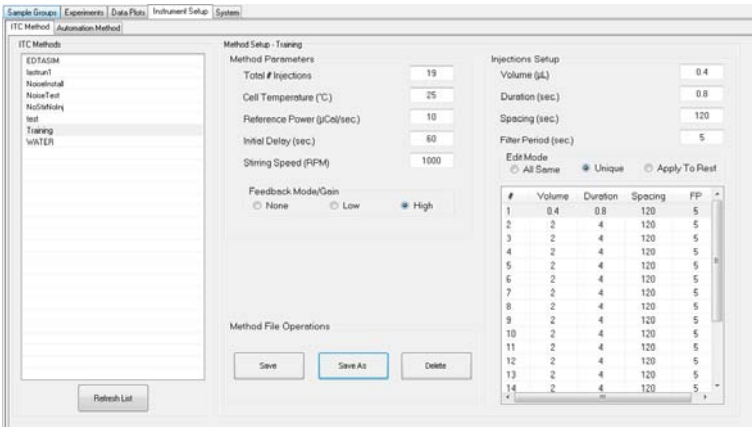 Sample Groups Experiments Data Plots Instrument Setup System
ITC Method Automation Method
ITC Methods
EDTASIM
lastrun1
NoiseInstall
NoiseTest
NoStirNoInj
test
Training
WATER
Refresh List
Method Setup - Training
Method Parameters
Total # Injections 19
Cell Temperature (°C.) 25
Reference Power (µCal/sec.) 10
Initial Delay (sec.) 60
Stirring Speed (RPM) 1000
Feedback Mode/Gain
None Low High
Method File Operations
Save Save As Delete
Injections Setup
Volume (µL) 0.4
Duration (sec.) 0.8
Spacing (sec.) 120
Filter Period (sec.) 5
Edit Mode
All Same Unique Apply To Rest
# Volume Duration Spacing FP
1 0.4 0.8 120 5
2 2 4 120 5
3 2 4 120 5
4 2 4 120 5
5 2 4 120 5
6 2 4 120 5
7 2 4 120 5
8 2 4 120 5
9 2 4 120 5
10 2 4 120 5
11 2 4 120 5
12 2 4 120 5
13 2 4 120 5
14 2 4 120 5